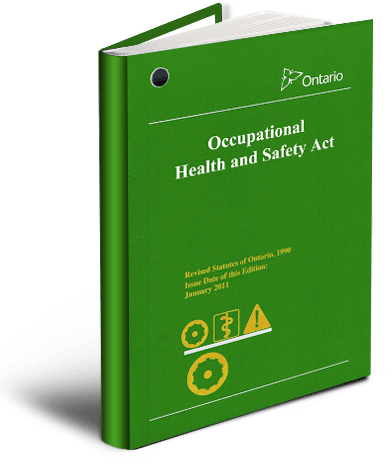 Ontario
Occupational
Health and Safety Act
Revised Statutes of Ontario, 1990
Issue Date of this Edition:
January 2011